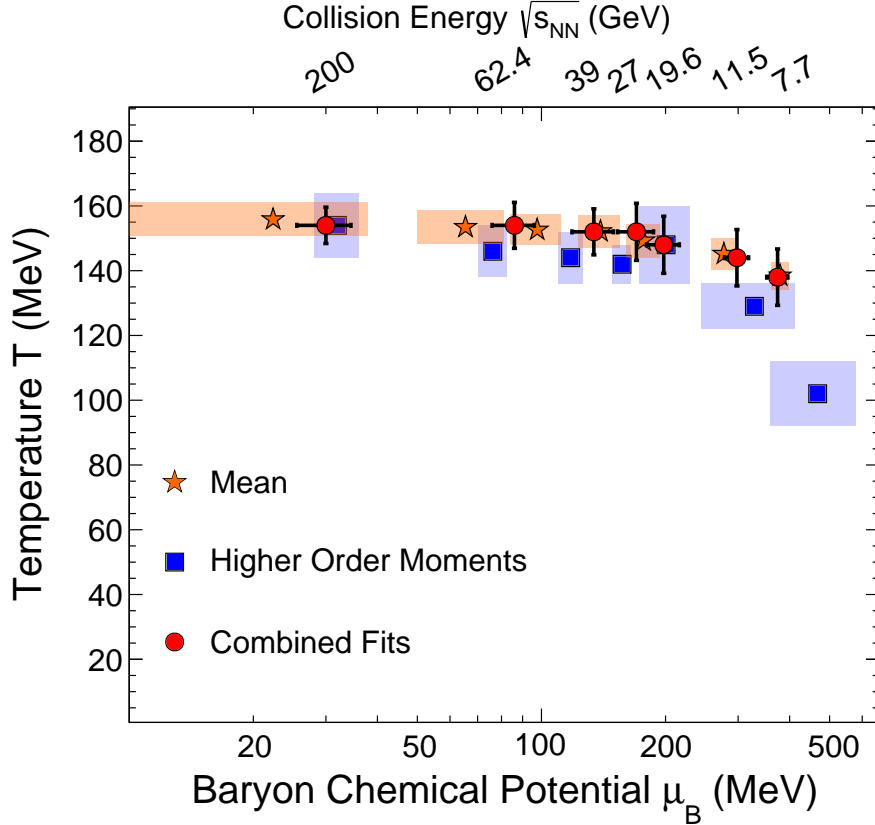 Collision Energy √s_NN (GeV)
200 62.4 39 27 19.6 11.5 7.7
Temperature T (MeV)
180
160
140
120
100
80
60
40
20
Mean
Higher Order Moments
Combined Fits
20 50 100 200 500
Baryon Chemical Potential μ_B (MeV)